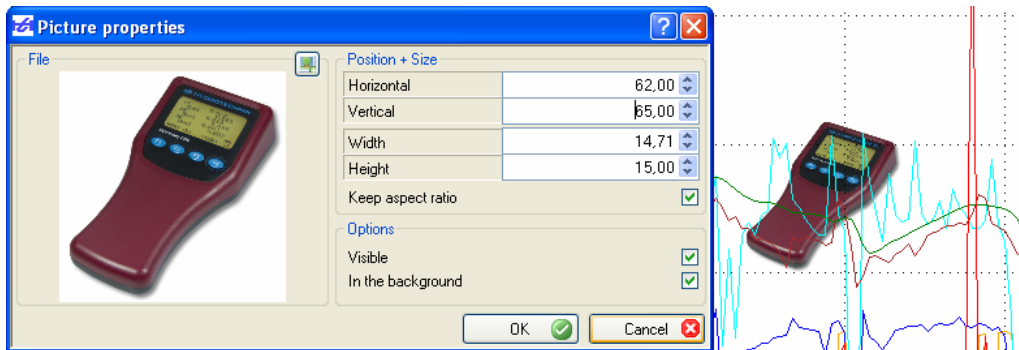 Picture properties
File
Position + Size
Horizontal 62,00
Vertical 65,00
Width 14,71
Height 15,00
Keep aspect ratio
Options
Visible
In the background
OK
Cancel